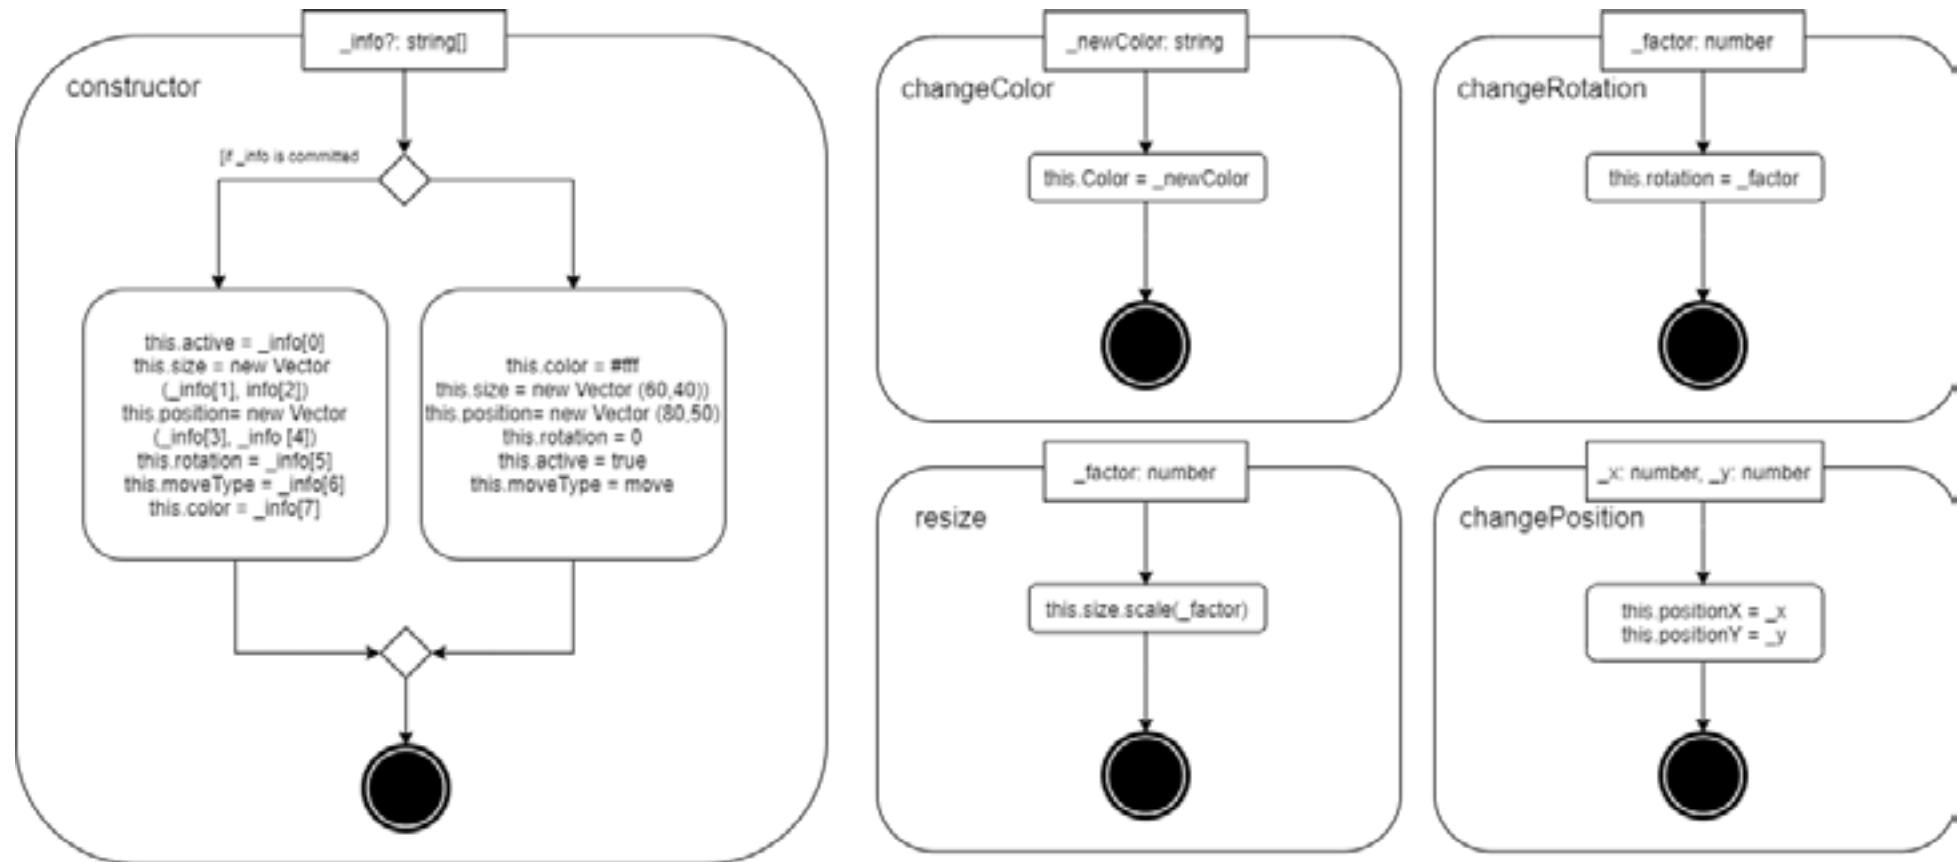 _info?: string[]
constructor
[if _info is committed
this.active = _info[0]
this.size = new Vector
(_info[1], info[2])
this.position= new Vector
(_info[3], _info [4])
this.rotation = _info[5]
this.moveType = _info[6]
this.color = _info[7]
this.color = #fff
this.size = new Vector (60,40))
this.position= new Vector (80,50)
this.rotation = 0
this.active = true
this.moveType = move
_newColor: string
changeColor
this.Color = _newColor
_factor: number
changeRotation
this.rotation = _factor
_factor: number
resize
this.size.scale(_factor)
_x: number, _y: number
changePosition
this.positionX = _x
this.positionY = _y